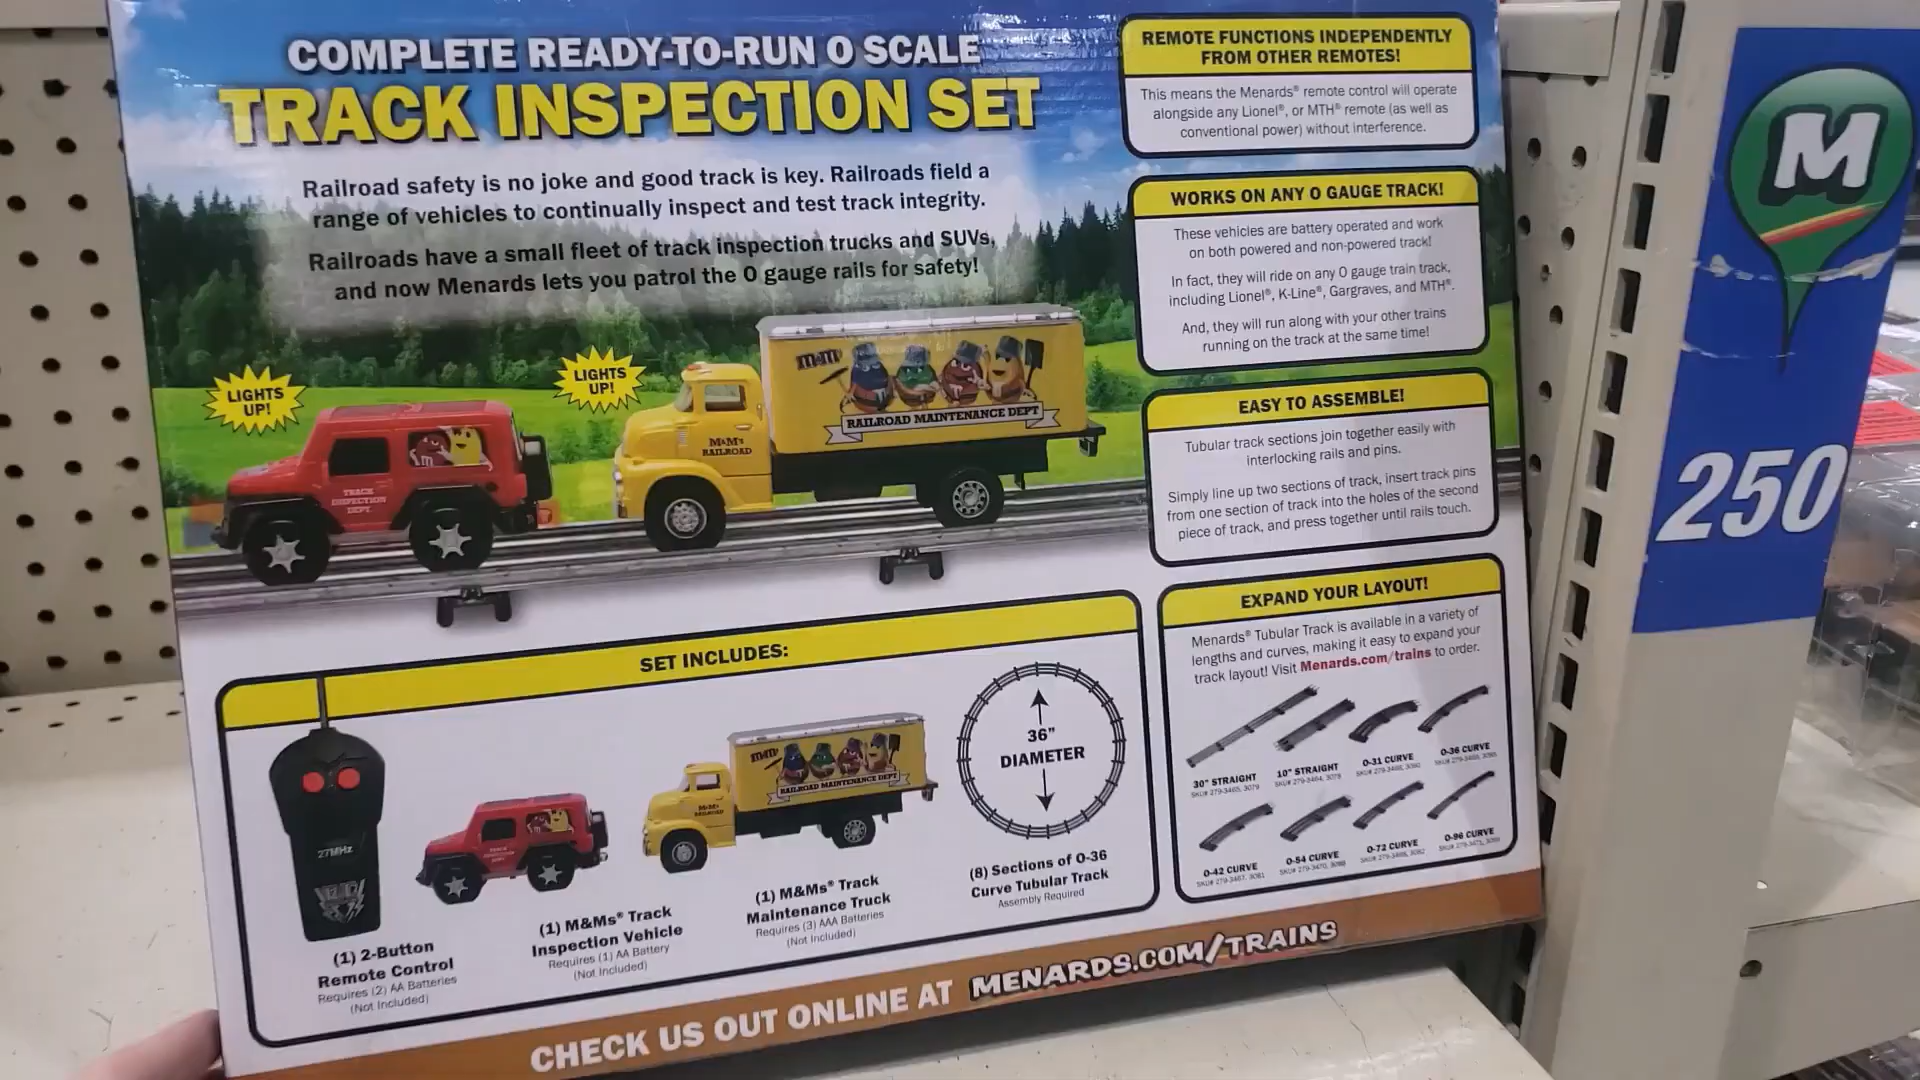 COMPLETE READY-TO-RUN O SCALE
TRACK INSPECTION SET
Railroad safety is no joke and good track is key. Railroads field a
range of vehicles to continually inspect and test track integrity.
Railroads have a small fleet of track inspection trucks and SUVs,
and now Menards lets you patrol the O gauge rails for safety!
LIGHTS
UP!
LIGHTS
UP!
TRACK
INSPECTION
DEPT.
M&M's
RAILROAD
m&m's
RAILROAD MAINTENANCE DEPT
REMOTE FUNCTIONS INDEPENDENTLY
FROM OTHER REMOTES!
This means the Menards® remote control will operate
alongside any Lionel®, or MTH® remote (as well as
conventional power) without interference.
WORKS ON ANY O GAUGE TRACK!
These vehicles are battery operated and work
on both powered and non-powered track!
In fact, they will ride on any O gauge train track,
including Lionel®, K-Line®, Gargraves, and MTH®.
And, they will run along with your other trains
running on the track at the same time!
EASY TO ASSEMBLE!
Tubular track sections join together easily with
interlocking rails and pins.
Simply line up two sections of track, insert track pins
from one section of track into the holes of the second
piece of track, and press together until rails touch.
EXPAND YOUR LAYOUT!
Menards® Tubular Track is available in a variety of
lengths and curves, making it easy to expand your
track layout! Visit Menards.com/trains to order.
30" STRAIGHT
10" STRAIGHT
O-31 CURVE
O-36 CURVE
O-42 CURVE
O-54 CURVE
O-72 CURVE
O-96 CURVE
SET INCLUDES:
27MHz
(1) 2-Button
Remote Control
Requires (2) AA Batteries
(Not Included)
(1) M&Ms® Track
Inspection Vehicle
Requires (1) AA Battery
(Not Included)
M&M's
RAILROAD
RAILROAD MAINTENANCE DEPT
(1) M&Ms® Track
Maintenance Truck
Requires (3) AAA Batteries
(Not Included)
36"
DIAMETER
(8) Sections of O-36
Curve Tubular Track
Assembly Required
CHECK US OUT ONLINE AT MENARDS.COM/TRAINS
M
250